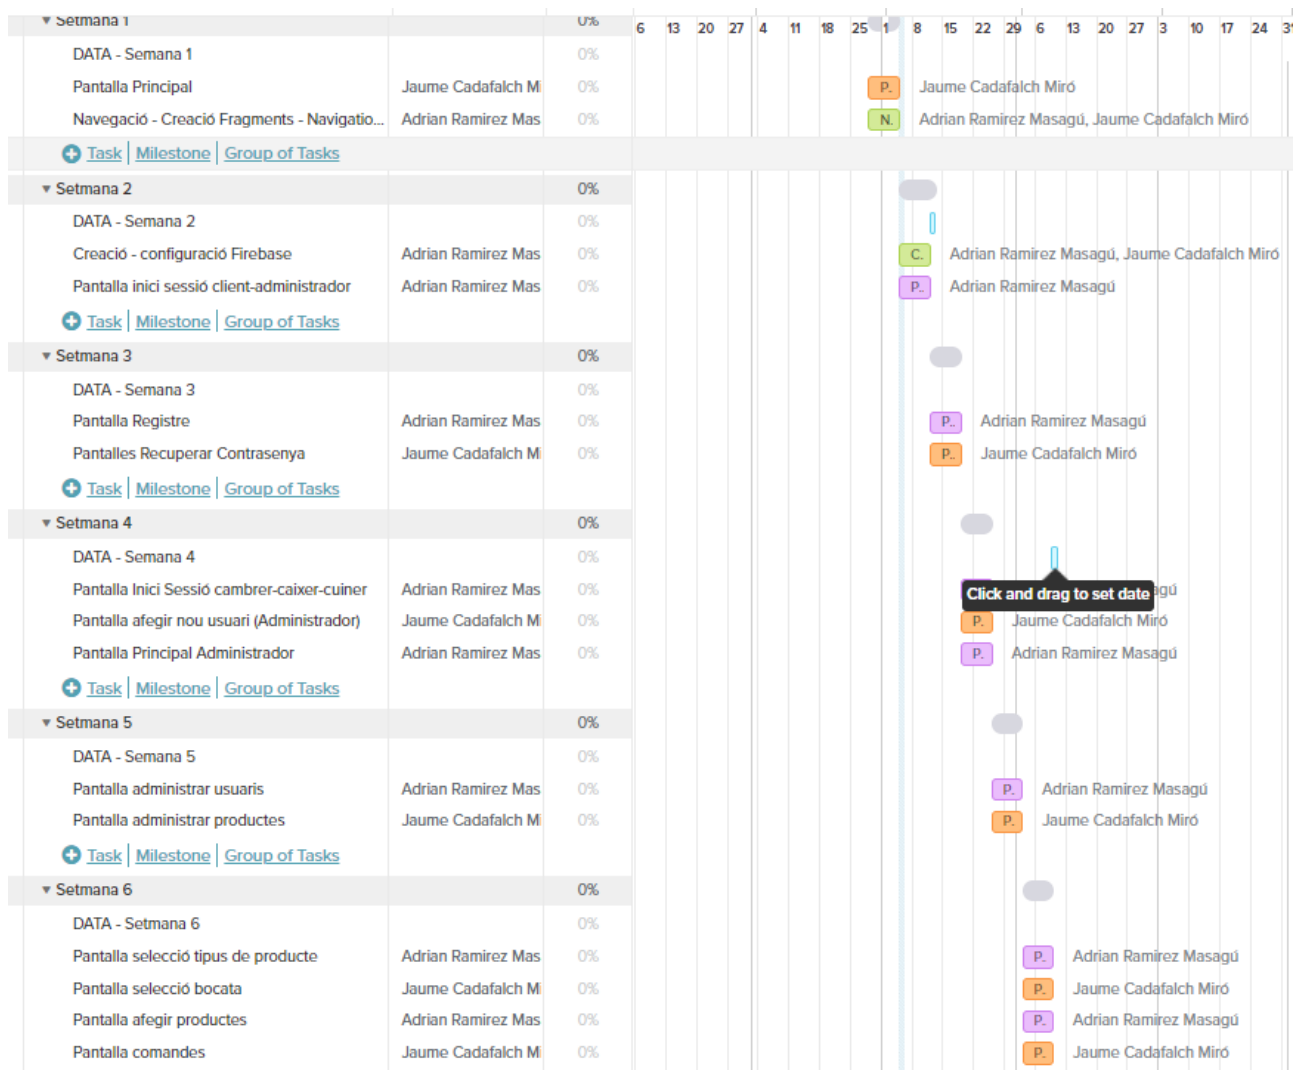 Setmana 1 0%
6 13 20 27 4 11 18 25 1 8 15 22 29 6 13 20 27 3 10 17 24 31
DATA - Semana 1 0%
Pantalla Principal Jaume Cadafalch Mi 0% P. Jaume Cadafalch Miró
Navegació - Creació Fragments - Navigatio... Adrian Ramirez Mas 0% N. Adrian Ramirez Masagú, Jaume Cadafalch Miró
Task Milestone Group of Tasks
Setmana 2 0%
DATA - Semana 2 0%
Creació - configuració Firebase Adrian Ramirez Mas 0% C. Adrian Ramirez Masagú, Jaume Cadafalch Miró
Pantalla inici sessió client-administrador Adrian Ramirez Mas 0% P.. Adrian Ramirez Masagú
Task Milestone Group of Tasks
Setmana 3 0%
DATA - Semana 3 0%
Pantalla Registre Adrian Ramirez Mas 0% P.. Adrian Ramirez Masagú
Pantalles Recuperar Contrasenya Jaume Cadafalch Mi 0% P.. Jaume Cadafalch Miró
Task Milestone Group of Tasks
Setmana 4 0%
DATA - Semana 4 0%
Pantalla Inici Sessió cambrer-caixer-cuiner Adrian Ramirez Mas 0% Click and drag to set date agú
Pantalla afegir nou usuari (Administrador) Jaume Cadafalch Mi 0% P. Jaume Cadafalch Miró
Pantalla Principal Administrador Adrian Ramirez Mas 0% P. Adrian Ramirez Masagú
Task Milestone Group of Tasks
Setmana 5 0%
DATA - Semana 5 0%
Pantalla administrar usuaris Adrian Ramirez Mas 0% P. Adrian Ramirez Masagú
Pantalla administrar productes Jaume Cadafalch Mi 0% P. Jaume Cadafalch Miró
Task Milestone Group of Tasks
Setmana 6 0%
DATA - Setmana 6 0%
Pantalla selecció tipus de producte Adrian Ramirez Mas 0% P.. Adrian Ramirez Masagú
Pantalla selecció bocata Jaume Cadafalch Mi 0% P. Jaume Cadafalch Miró
Pantalla afegir productes Adrian Ramirez Mas 0% P.. Adrian Ramirez Masagú
Pantalla comandes Jaume Cadafalch Mi 0% P. Jaume Cadafalch Miró